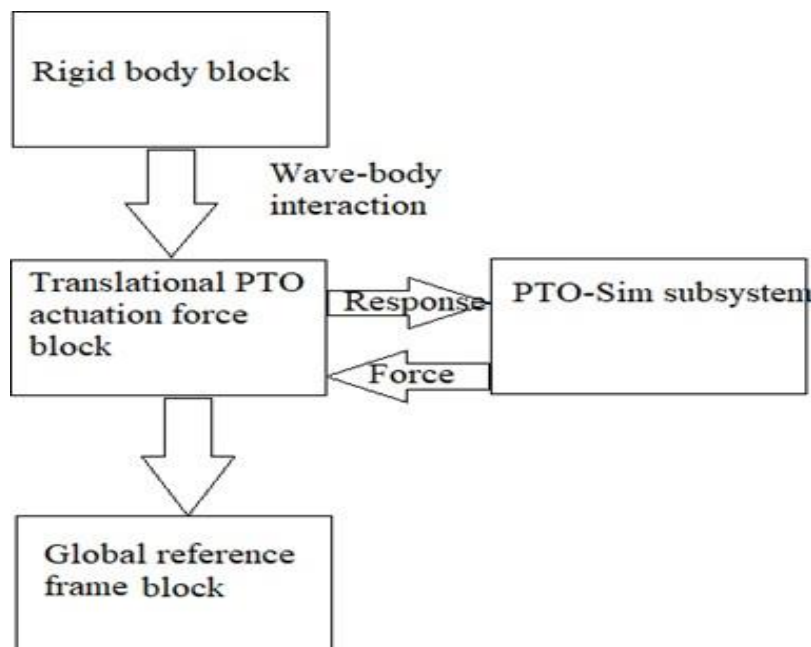 Rigid body block
Wave-body
interaction
Translational PTO
actuation force
block
Response
PTO-Sim subsystem
Force
Global reference
frame block